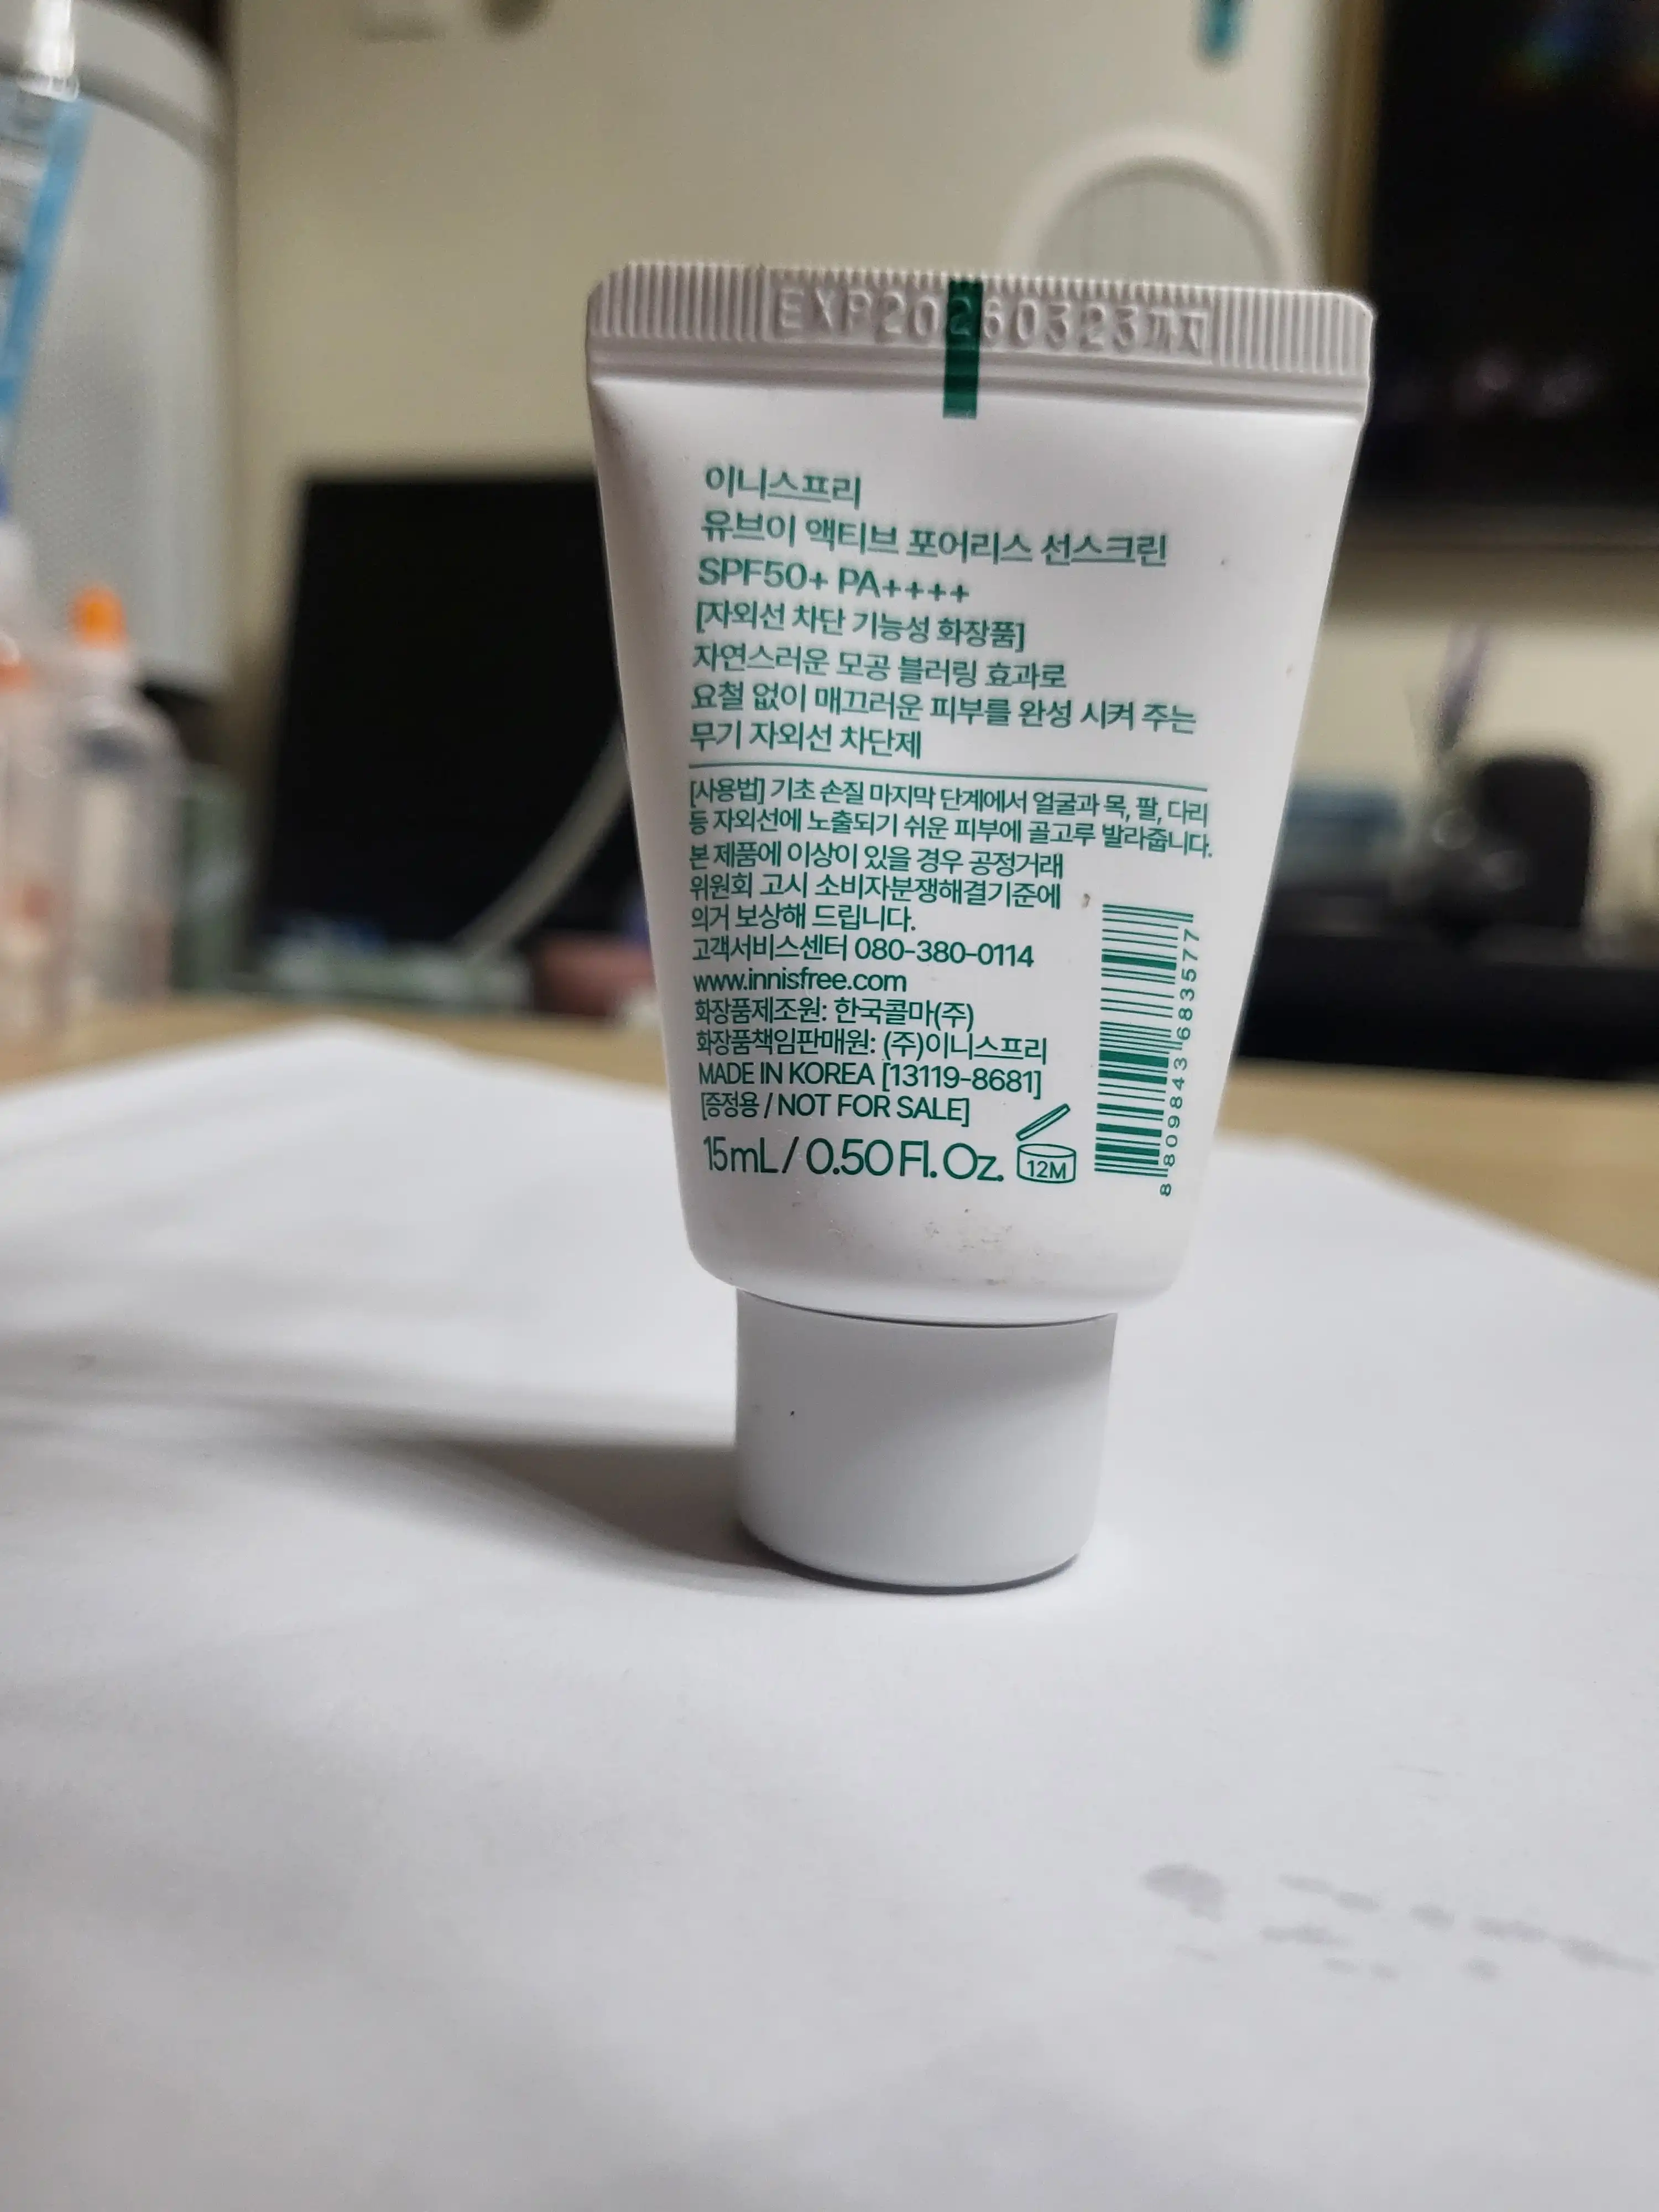 EXP20260323까지
이니스프리
유브이 액티브 포어리스 선스크린
SPF50+ PA++++
[자외선 차단 기능성 화장품]
자연스러운 모공 블러링 효과로
요철 없이 매끄러운 피부를 완성 시켜 주는
무기 자외선 차단제
[사용법] 기초 손질 마지막 단계에서 얼굴과 목, 팔, 다리
등 자외선에 노출되기 쉬운 피부에 골고루 발라줍니다.
본 제품에 이상이 있을 경우 공정거래
위원회 고시 소비자분쟁해결기준에
의거 보상해 드립니다.
고객서비스센터 080-380-0114
www.innisfree.com
화장품제조원: 한국콜마(주)
화장품책임판매원: (주)이니스프리
MADE IN KOREA [13119-8681]
[증정용 / NOT FOR SALE]
15mL / 0.50 Fl. Oz.
12M
8 809843 683577